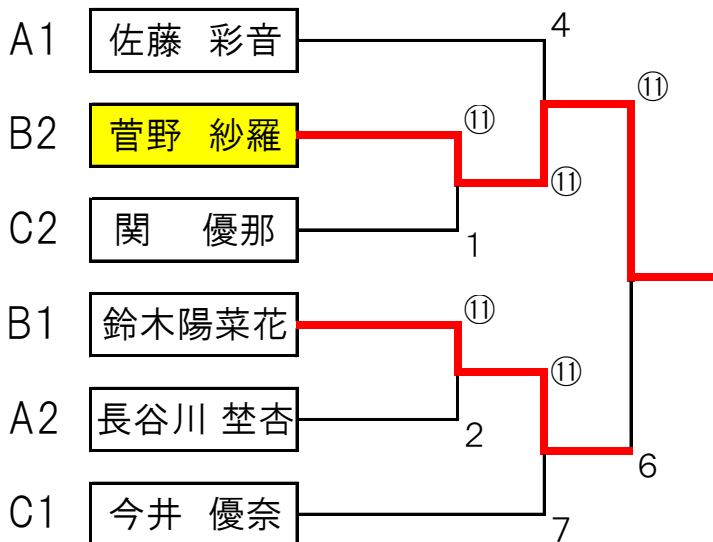 A1 佐藤 彩音 4
⑪
B2 菅野 紗羅 ⑪
⑪
C2 関 優那 1
B1 鈴木陽菜花 ⑪
⑪
A2 長谷川 埜杏 2
6
C1 今井 優奈 7